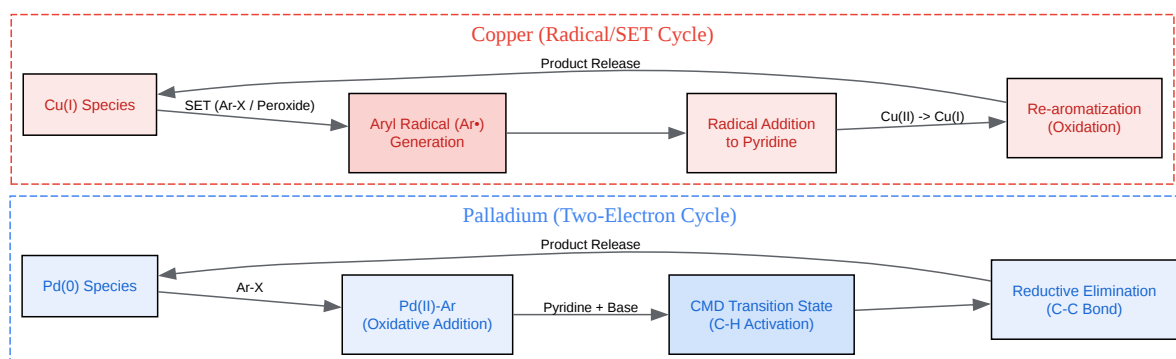 Copper (Radical/SET Cycle)
Product Release
Cu(I) Species
SET (Ar-X / Peroxide)
Aryl Radical (Ar•)
Generation
Radical Addition
to Pyridine
Cu(II) -> Cu(I)
Re-aromatization
(Oxidation)
Palladium (Two-Electron Cycle)
Product Release
Pd(0) Species
Ar-X
Pd(II)-Ar
(Oxidative Addition)
Pyridine + Base
CMD Transition State
(C-H Activation)
Reductive Elimination
(C-C Bond)